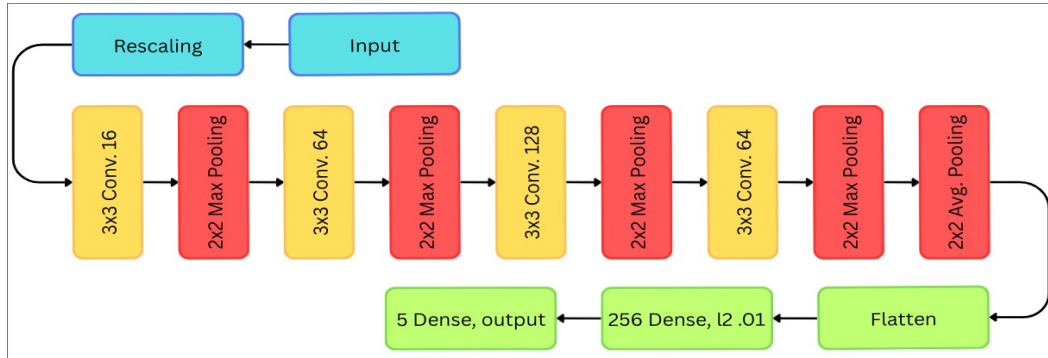 Input
Rescaling
3x3 Conv. 16
2x2 Max Pooling
3x3 Conv. 64
2x2 Max Pooling
3x3 Conv. 128
2x2 Max Pooling
3x3 Conv. 64
2x2 Max Pooling
2x2 Avg. Pooling
Flatten
256 Dense, l2 .01
5 Dense, output